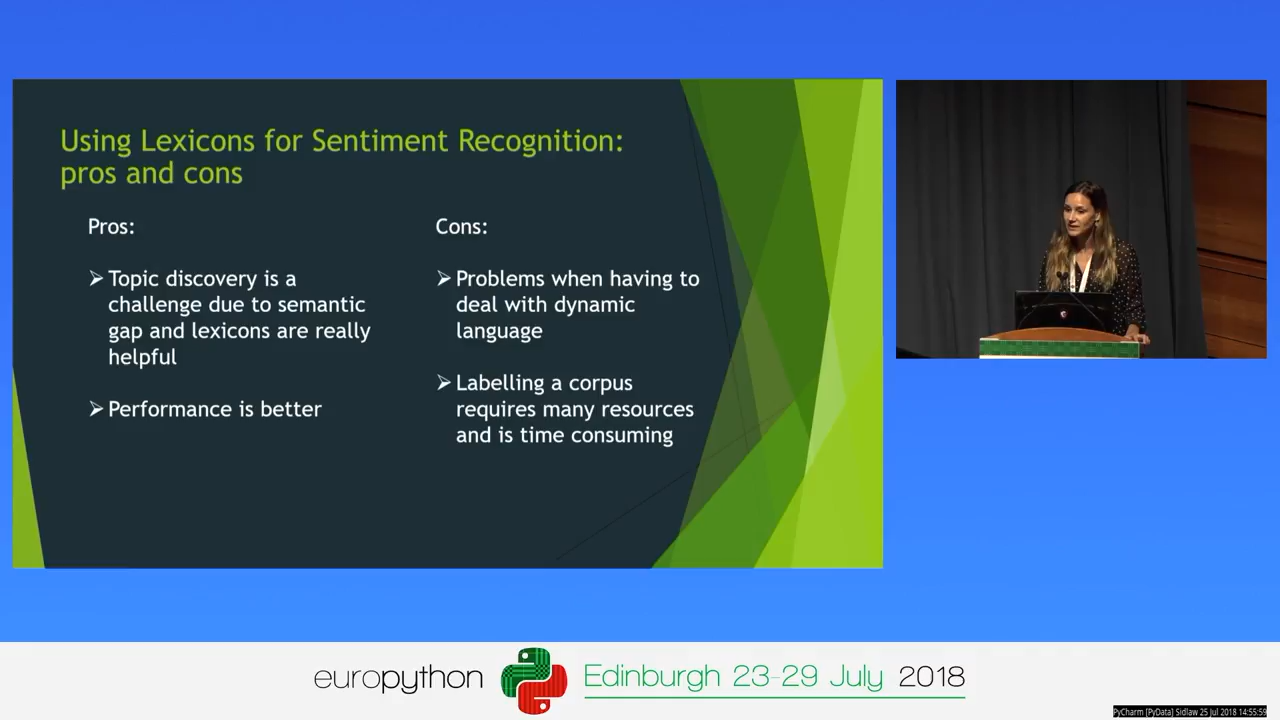 Using Lexicons for Sentiment Recognition:
pros and cons
Pros:
➢ Topic discovery is a
challenge due to semantic
gap and lexicons are really
helpful
➢ Performance is better
Cons:
➢ Problems when having to
deal with dynamic
language
➢ Labelling a corpus
requires many resources
and is time consuming
europython Edinburgh 23-29 July 2018
PyCharm [PyData] Sidlaw 25 Jul 2018 14:55:59